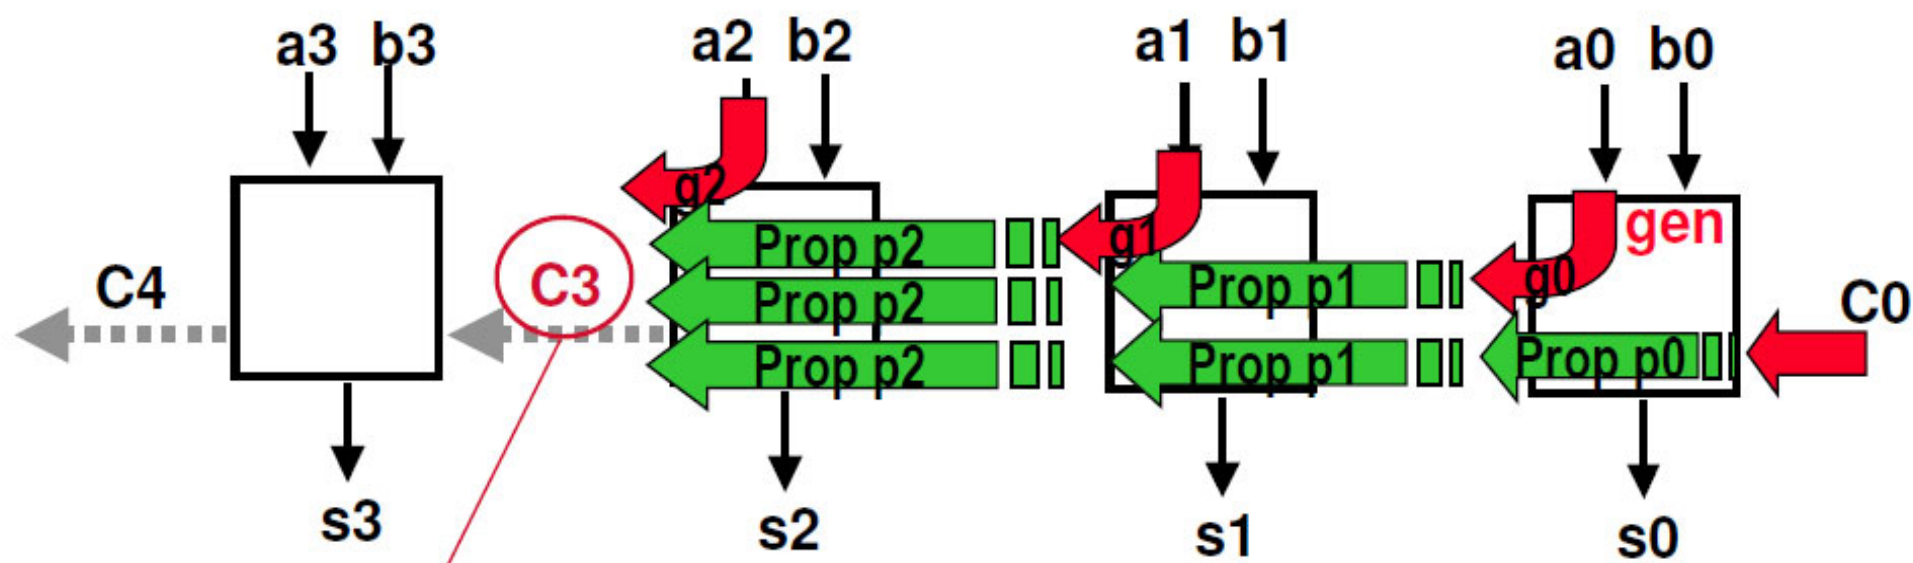 a3 b3 a2 b2 a1 b1 a0 b0
g2 gen
Prop p2 g1
C4 C3 Prop p2 Prop p1 g0 C0
Prop p2 Prop p1 Prop p0
s3 s2 s1 s0